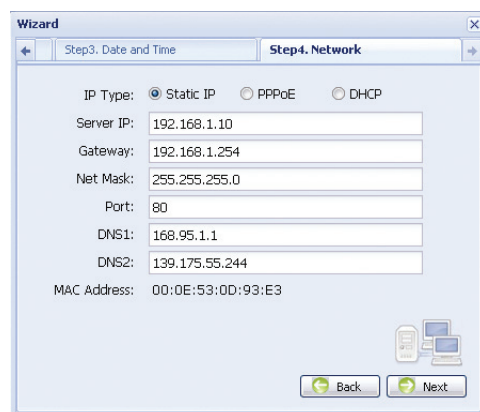 Wizard
Step3. Date and Time
Step4. Network
IP Type: Static IP PPPoE DHCP
Server IP: 192.168.1.10
Gateway: 192.168.1.254
Net Mask: 255.255.255.0
Port: 80
DNS1: 168.95.1.1
DNS2: 139.175.55.244
MAC Address: 00:0E:53:0D:93:E3
Back Next